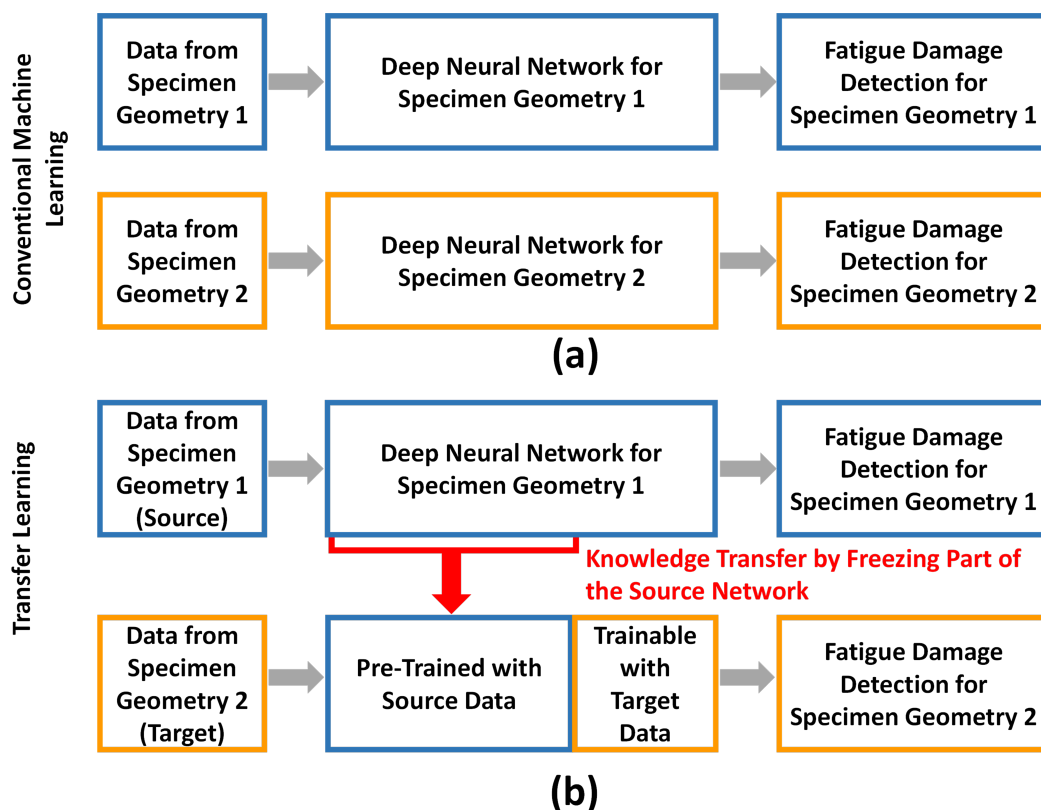 Conventional Machine
Learning
Data from
Specimen
Geometry 1
Deep Neural Network for
Specimen Geometry 1
Fatigue Damage
Detection for
Specimen Geometry 1
Data from
Specimen
Geometry 2
Deep Neural Network for
Specimen Geometry 2
Fatigue Damage
Detection for
Specimen Geometry 2
(a)
Transfer Learning
Data from
Specimen
Geometry 1
(Source)
Deep Neural Network for
Specimen Geometry 1
Fatigue Damage
Detection for
Specimen Geometry 1
Knowledge Transfer by Freezing Part of
the Source Network
Data from
Specimen
Geometry 2
(Target)
Pre-Trained with
Source Data
Trainable
with
Target
Data
Fatigue Damage
Detection for
Specimen Geometry 2
(b)